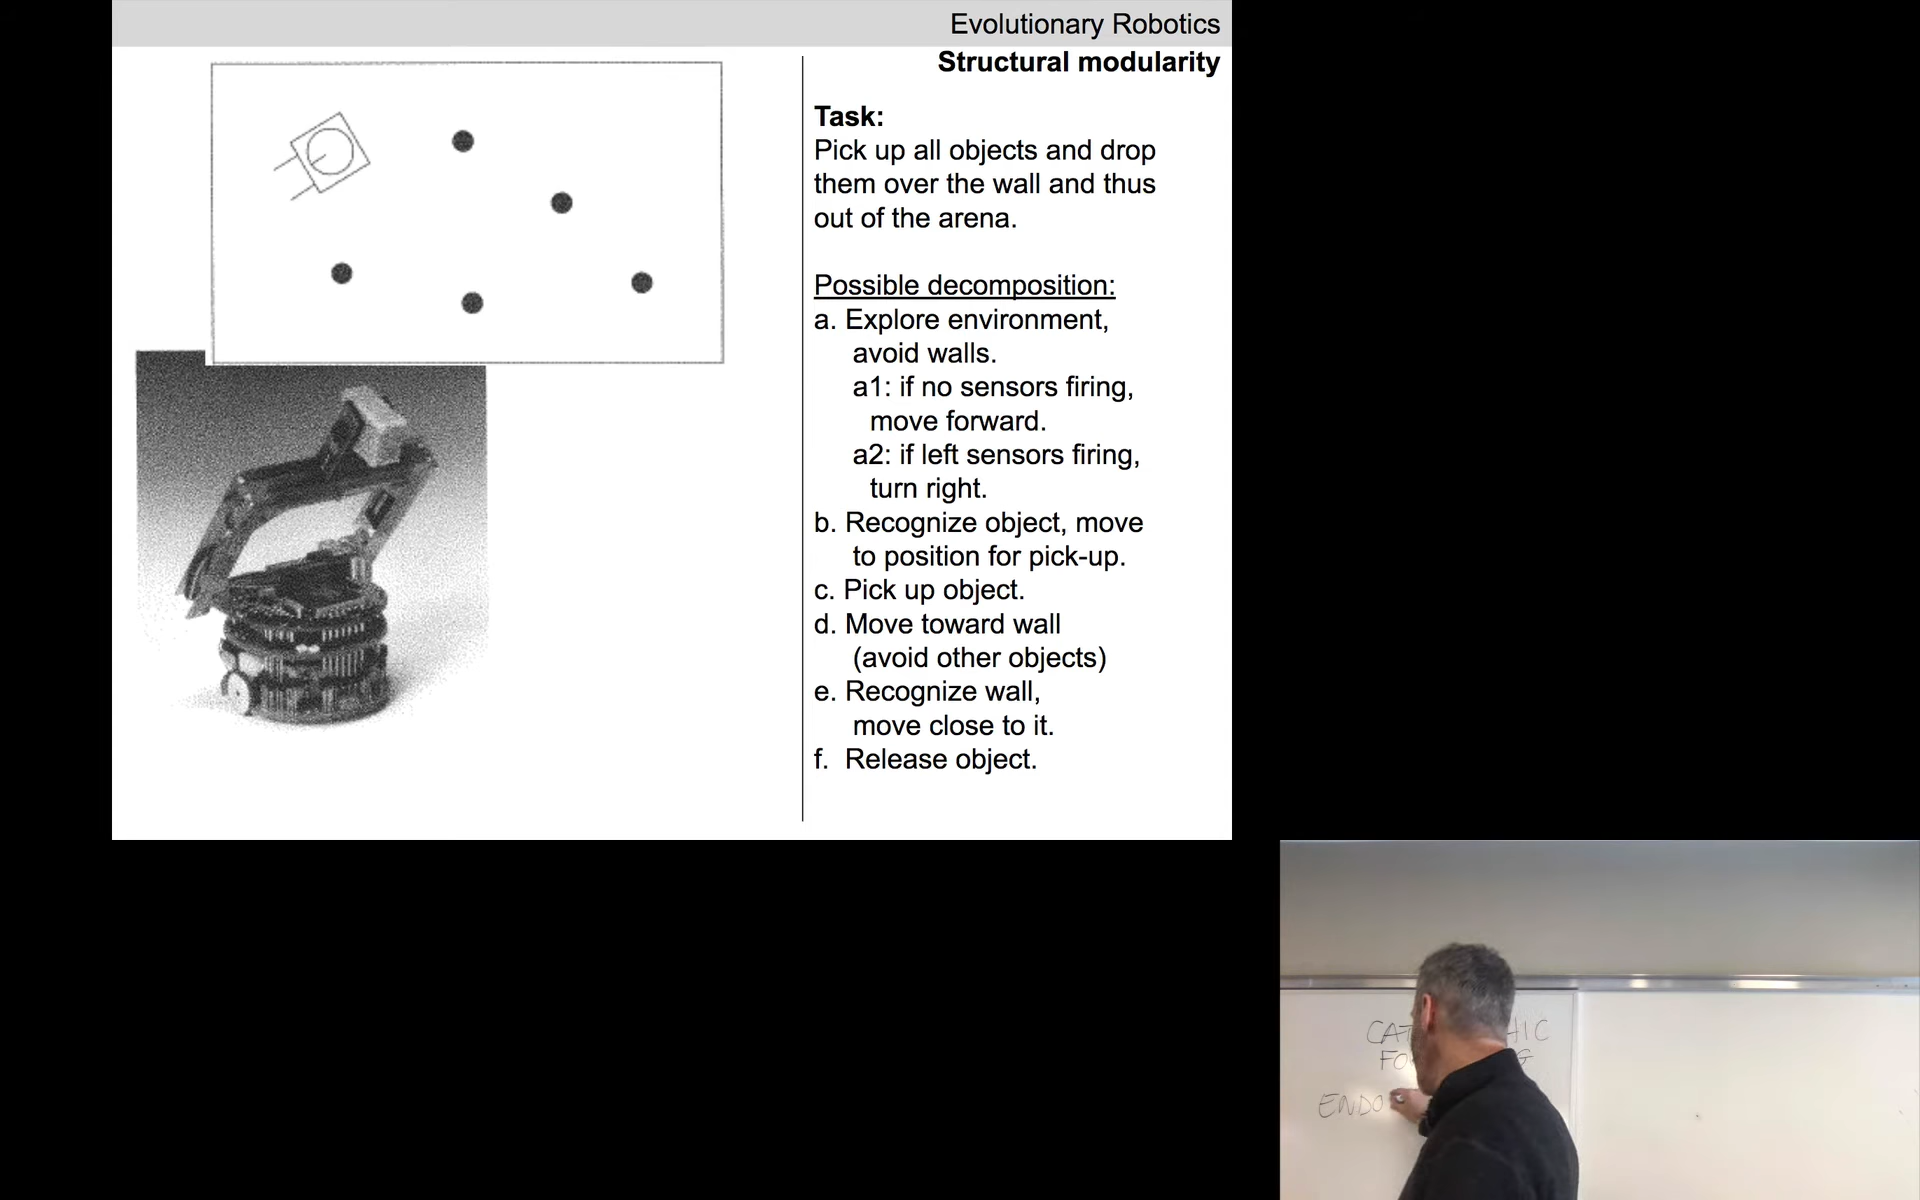 Evolutionary Robotics
Structural modularity
Task:
Pick up all objects and drop
them over the wall and thus
out of the arena.
Possible decomposition:
a. Explore environment,
avoid walls.
a1: if no sensors firing,
move forward.
a2: if left sensors firing,
turn right.
b. Recognize object, move
to position for pick-up.
c. Pick up object.
d. Move toward wall
(avoid other objects)
e. Recognize wall,
move close to it.
f. Release object.
ENDO